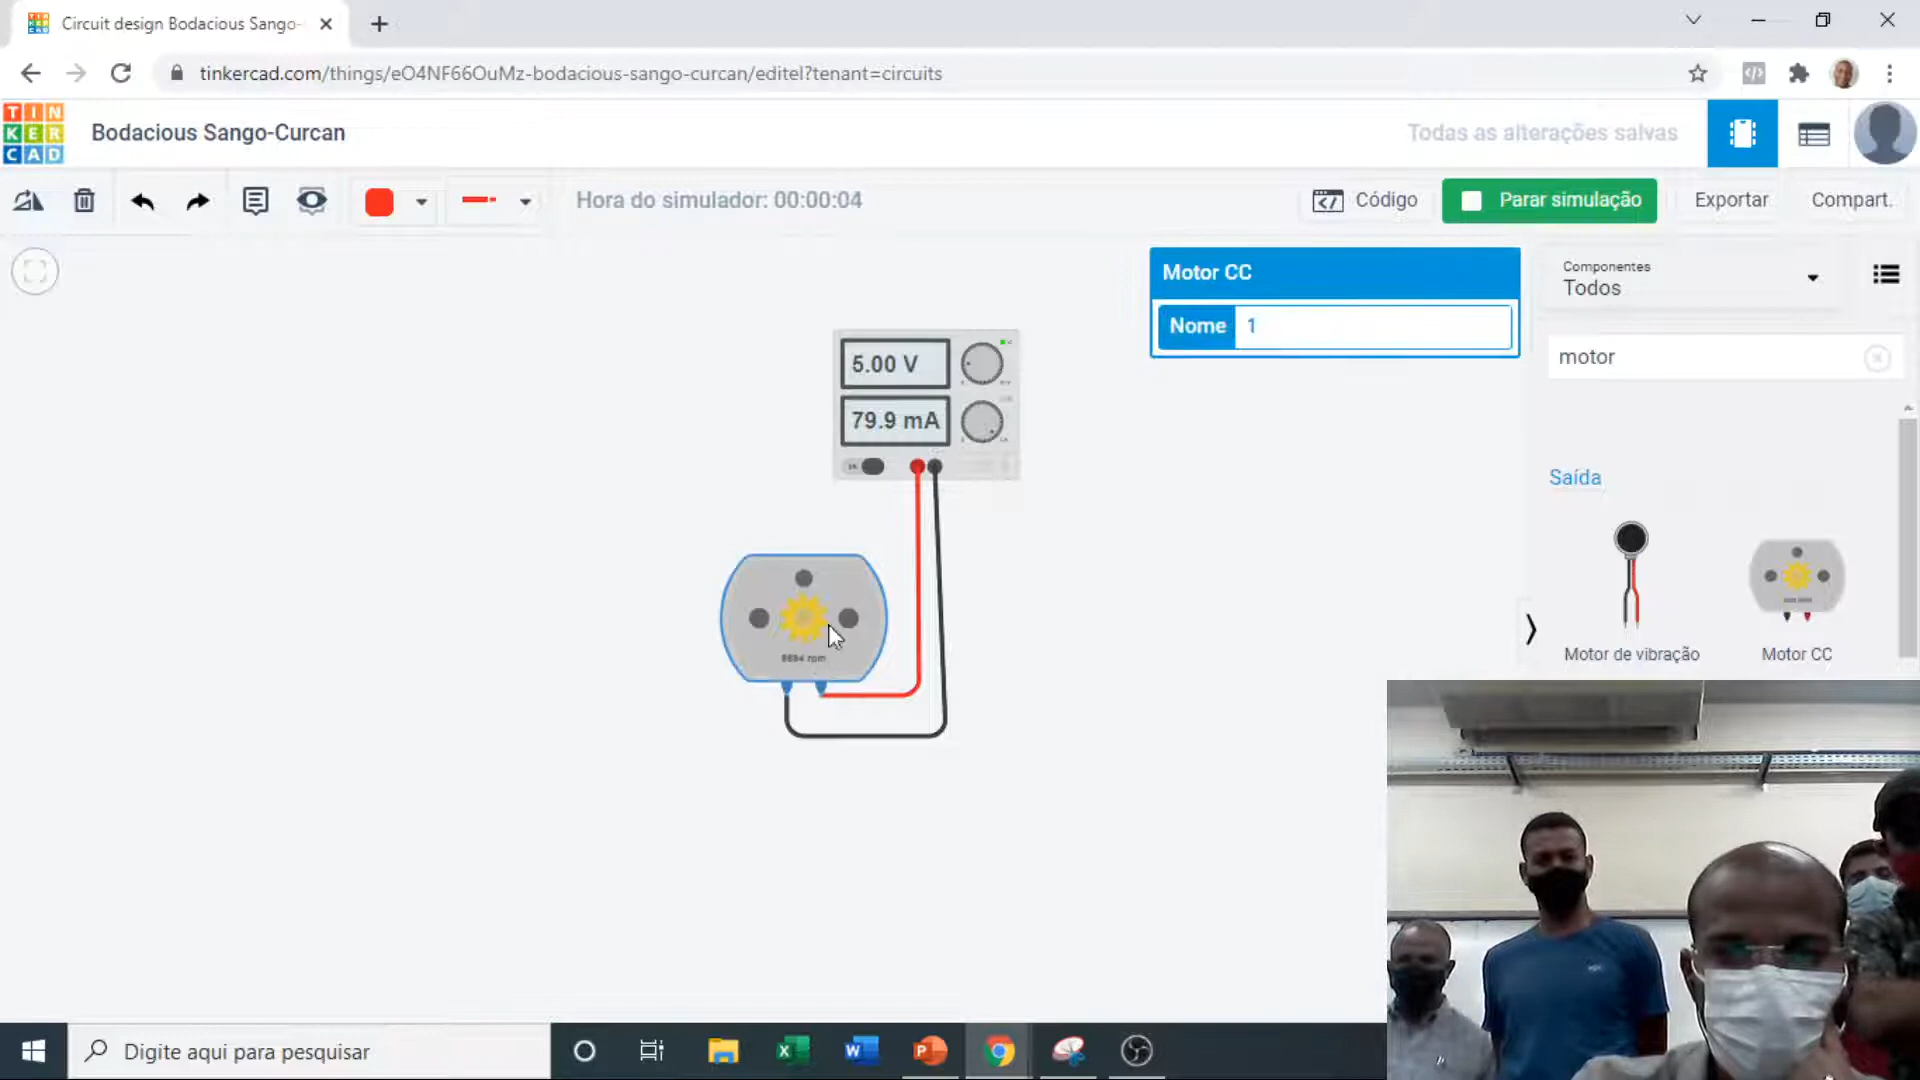 Circuit design Bodacious Sango-
tinkercad.com/things/eO4NF66OuMz-bodacious-sango-curcan/editel?tenant=circuits
TIN
KER
CAD
Bodacious Sango-Curcan
Todas as alterações salvas
Hora do simulador: 00:00:04
Código
Parar simulação
Exportar
Compart.
Motor CC
Nome 1
Componentes
Todos
motor
5.00 V
79.9 mA
Saída
rpm
Motor de vibração
Motor CC
Digite aqui para pesquisar